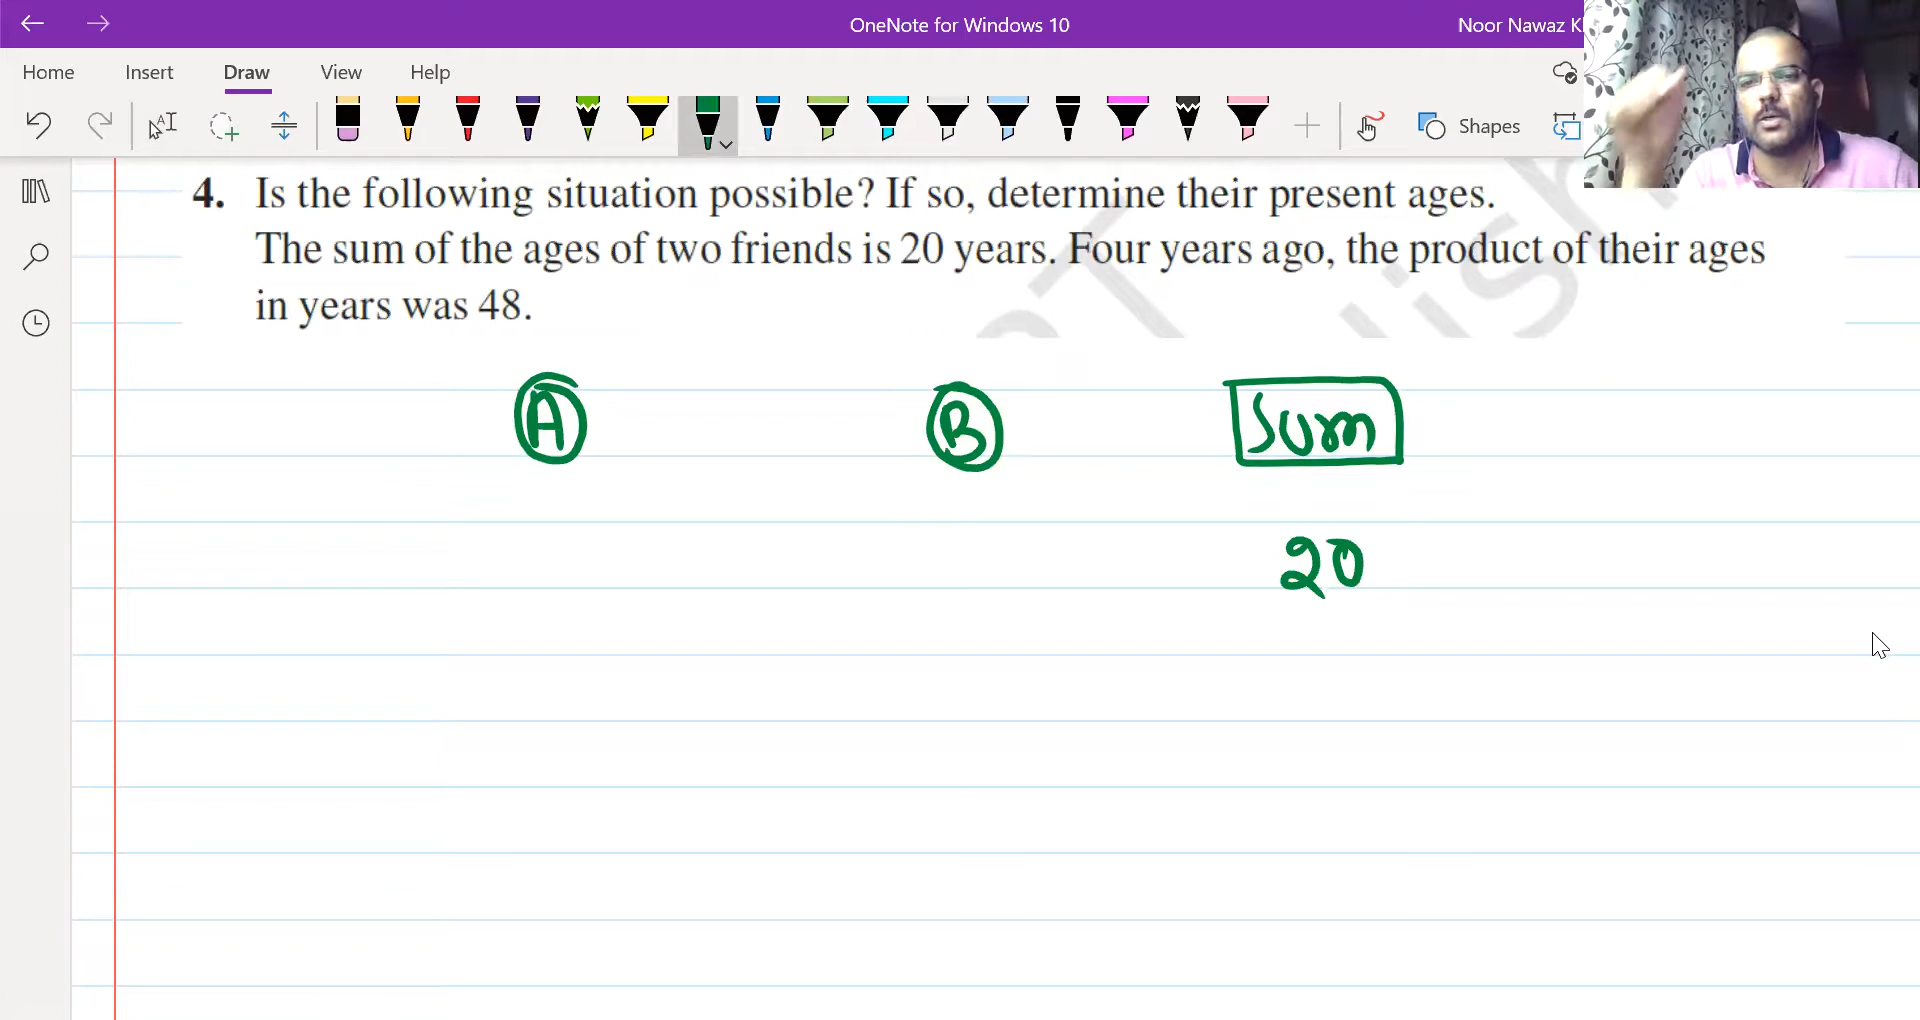 OneNote for Windows 10
Noor Nawaz K
Home Insert Draw View Help
Shapes
4. Is the following situation possible? If so, determine their present ages.
The sum of the ages of two friends is 20 years. Four years ago, the product of their ages
in years was 48.
A B Sum
20